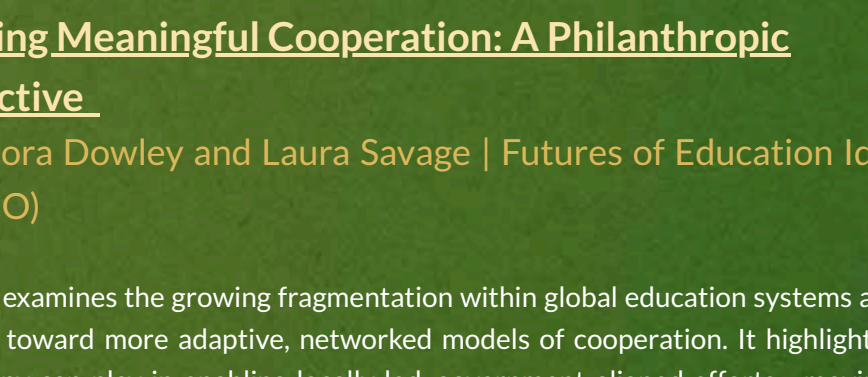 ing Meaningful Cooperation: A Philanthropic
ctive
ora Dowley and Laura Savage | Futures of Education Id
O)
examines the growing fragmentation within global education systems a
toward more adaptive, networked models of cooperation. It highlight